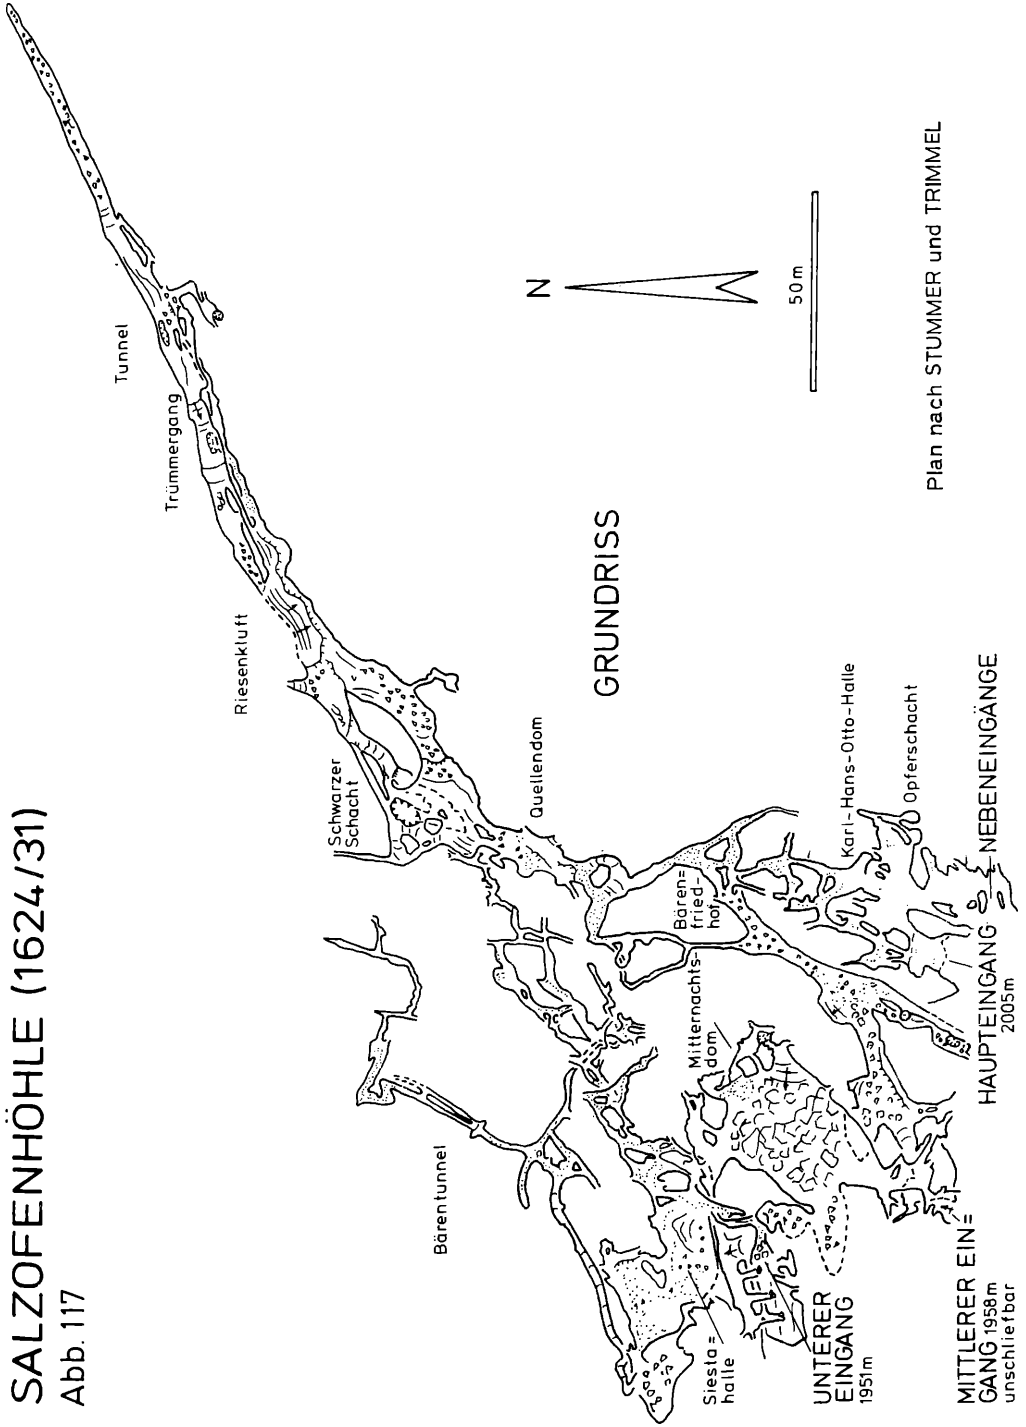 SALZOFENHÖHLE (1624/31)
Abb. 117
Tunnel
Trümmergang
Riesenkluft
Schwarzer
Schacht
Quellendom
Bärentunnel
Bären=
fried-
hof
Mitternachts-
dom
Karl-Hans-Otto-Halle
Opferschacht
NEBENEINGÄNGE
HAUPTEINGANG
2005m
Siesta=
halle
UNTERER
EINGANG
1951m
MITTLERER EIN=
GANG 1958m
unschliefbar
GRUNDRISS
N
50m
Plan nach STUMMER und TRIMMEL